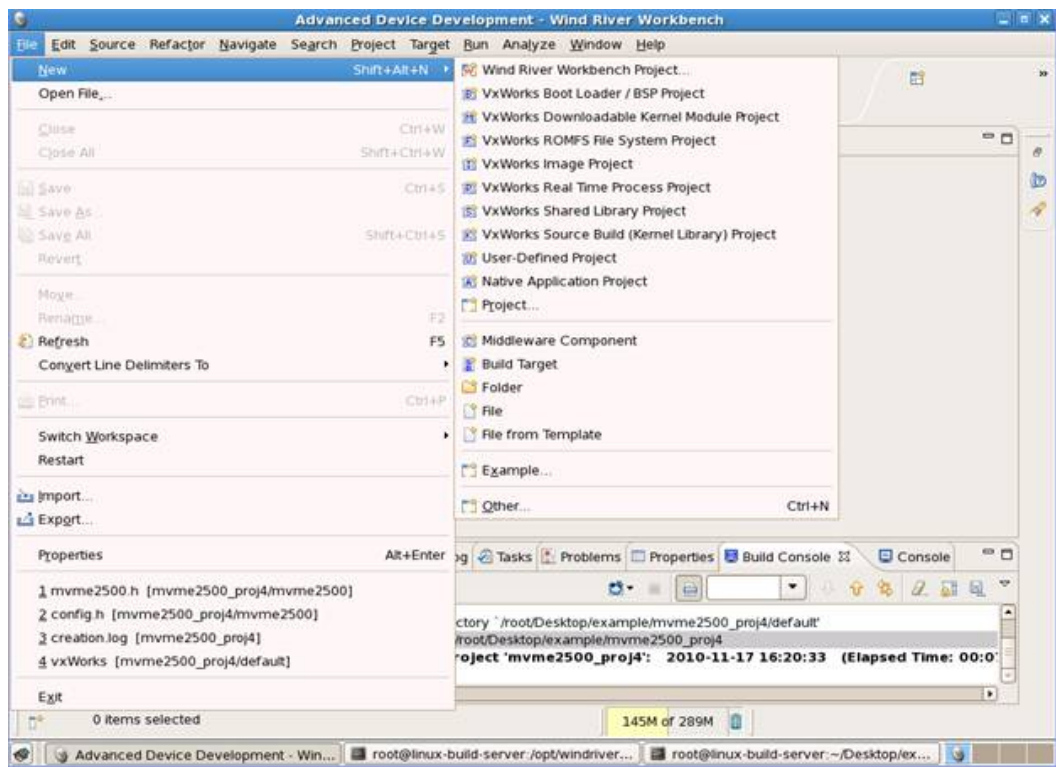 Advanced Device Development - Wind River Workbench
File Edit Source Refactor Navigate Search Project Target Run Analyze Window Help
New Shift+Alt+N
Open File...
Close Ctrl+W
Close All Shift+Ctrl+W
Save Ctrl+S
Save As...
Save All Shift+Ctrl+S
Revert
Move...
Rename... F2
Refresh F5
Convert Line Delimiters To
Print... Ctrl+P
Switch Workspace
Restart
Import...
Export...
Properties Alt+Enter
1 mvme2500.h [mvme2500_proj4/mvme2500]
2 config.h [mvme2500_proj4/mvme2500]
3 creation.log [mvme2500_proj4]
4 vxWorks [mvme2500_proj4/default]
Exit
Wind River Workbench Project...
VxWorks Boot Loader / BSP Project
VxWorks Downloadable Kernel Module Project
VxWorks ROMFS File System Project
VxWorks Image Project
VxWorks Real Time Process Project
VxWorks Shared Library Project
VxWorks Source Build (Kernel Library) Project
User-Defined Project
Native Application Project
Project...
Middleware Component
Build Target
Folder
File
File from Template
Example...
Other... Ctrl+N
og Tasks Problems Properties Build Console Console
ctory `/root/Desktop/example/mvme2500_proj4/default'
/root/Desktop/example/mvme2500_proj4
roject 'mvme2500_proj4': 2010-11-17 16:20:33 (Elapsed Time: 00:0
0 items selected
145M of 289M
Advanced Device Development - Win...
root@linux-build-server:/opt/windriver...
root@linux-build-server:~/Desktop/ex...